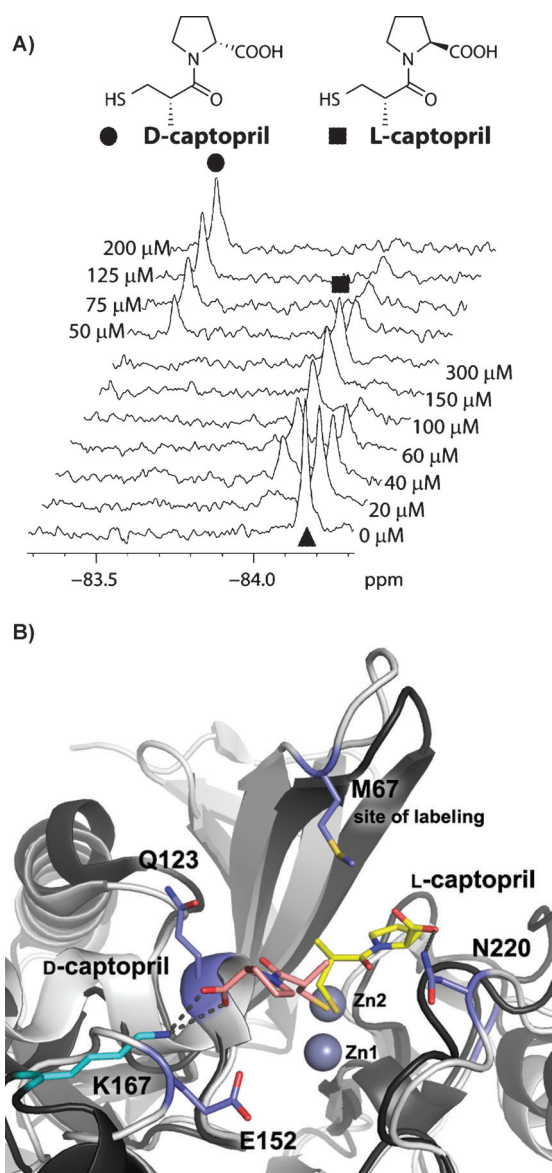 A)
N
COOH
HS
O
D-captopril
N
COOH
HS
O
L-captopril
200 µM
125 µM
75 µM
50 µM
300 µM
150 µM
100 µM
60 µM
40 µM
20 µM
0 µM
−83.5
−84.0
ppm
B)
M67
site of labeling
Q123
L-captopril
D-captopril
N220
Zn2
Zn1
K167
E152